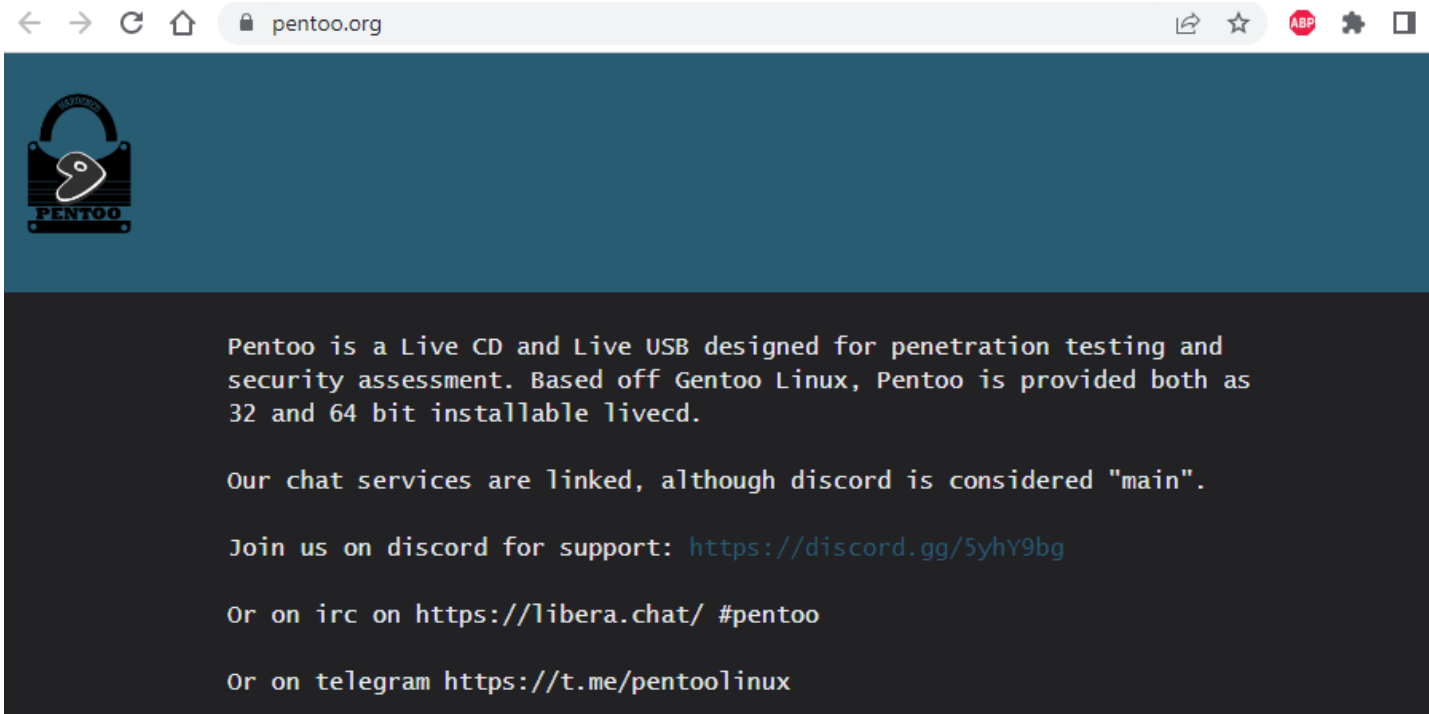 pentoo.org
ABP
HARDENED
PENTOO
Pentoo is a Live CD and Live USB designed for penetration testing and
security assessment. Based off Gentoo Linux, Pentoo is provided both as
32 and 64 bit installable livecd.
Our chat services are linked, although discord is considered "main".
Join us on discord for support: https://discord.gg/5yhY9bg
Or on irc on https://libera.chat/ #pentoo
Or on telegram https://t.me/pentoolinux